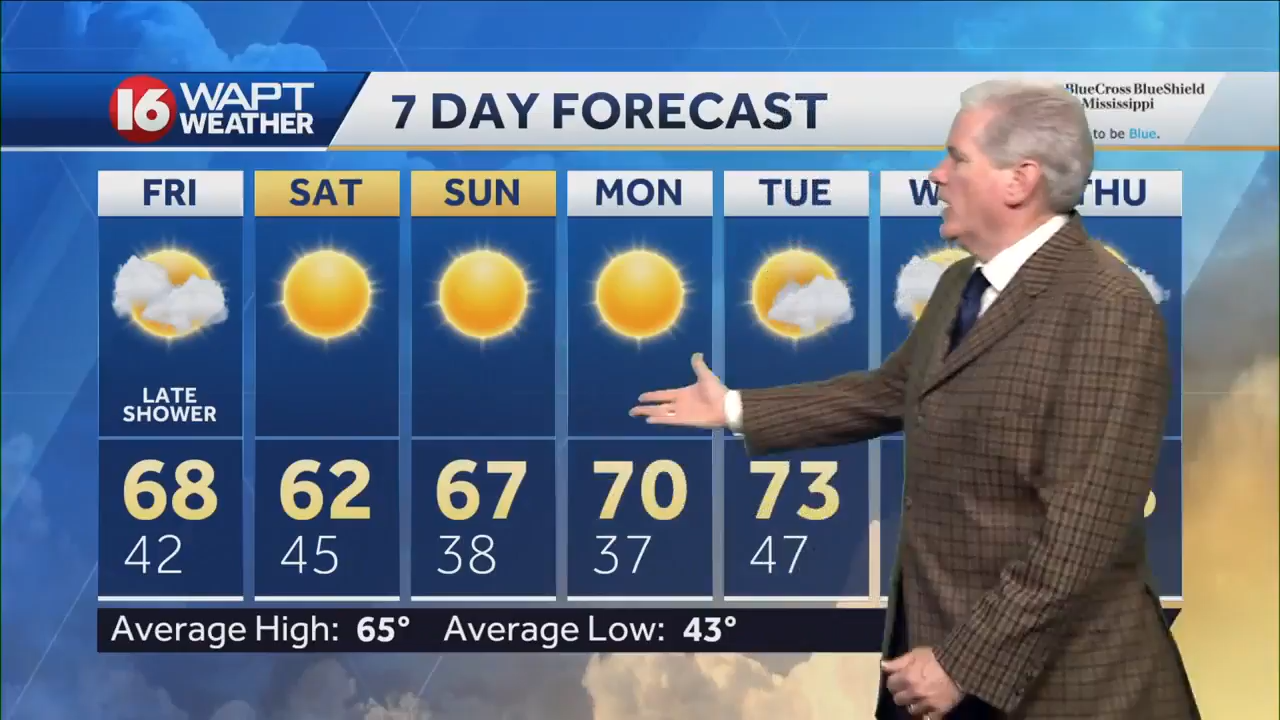 16 WAPT
WEATHER
7 DAY FORECAST
BlueCross BlueShield
Mississippi
to be Blue.
FRI SAT SUN MON TUE THU
LATE
SHOWER
68 62 67 70 73
42 45 38 37 47
Average High: 65° Average Low: 43°